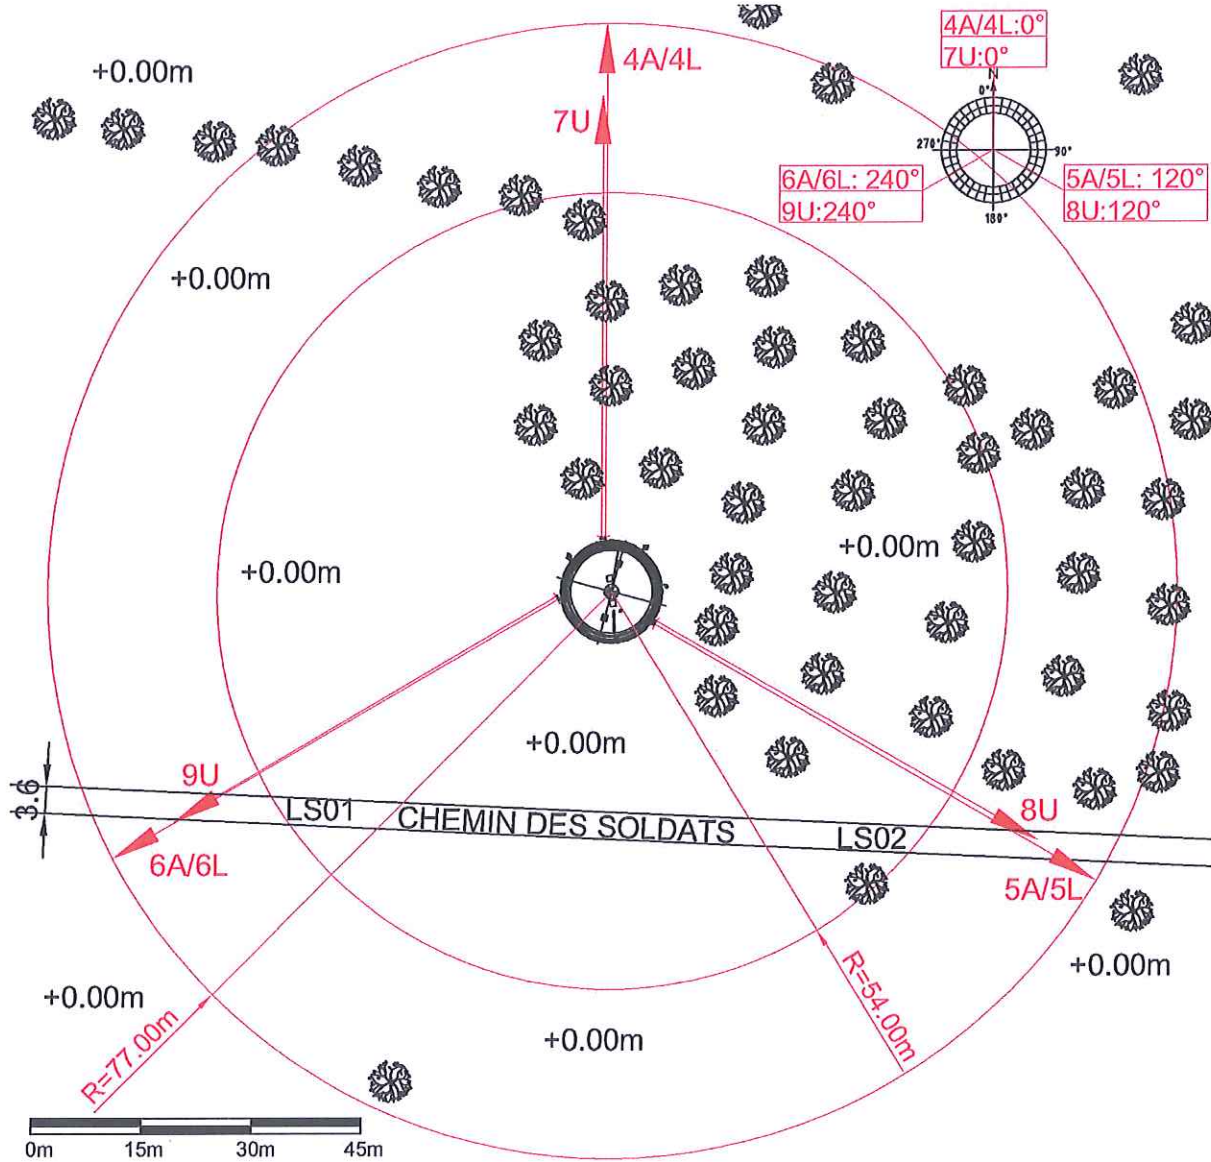 4A/4L:0°
7U:0°
+0.00m
4A/4L
N
0°
7U
270°
90°
6A/6L: 240°
9U:240°
5A/5L: 120°
8U:120°
180°
+0.00m
+0.00m
+0.00m
+0.00m
9U
3.6
LS01
CHEMIN DES SOLDATS
LS02
8U
6A/6L
5A/5L
+0.00m
+0.00m
+0.00m
R=77.00m
R=54.00m
0m
15m
30m
45m